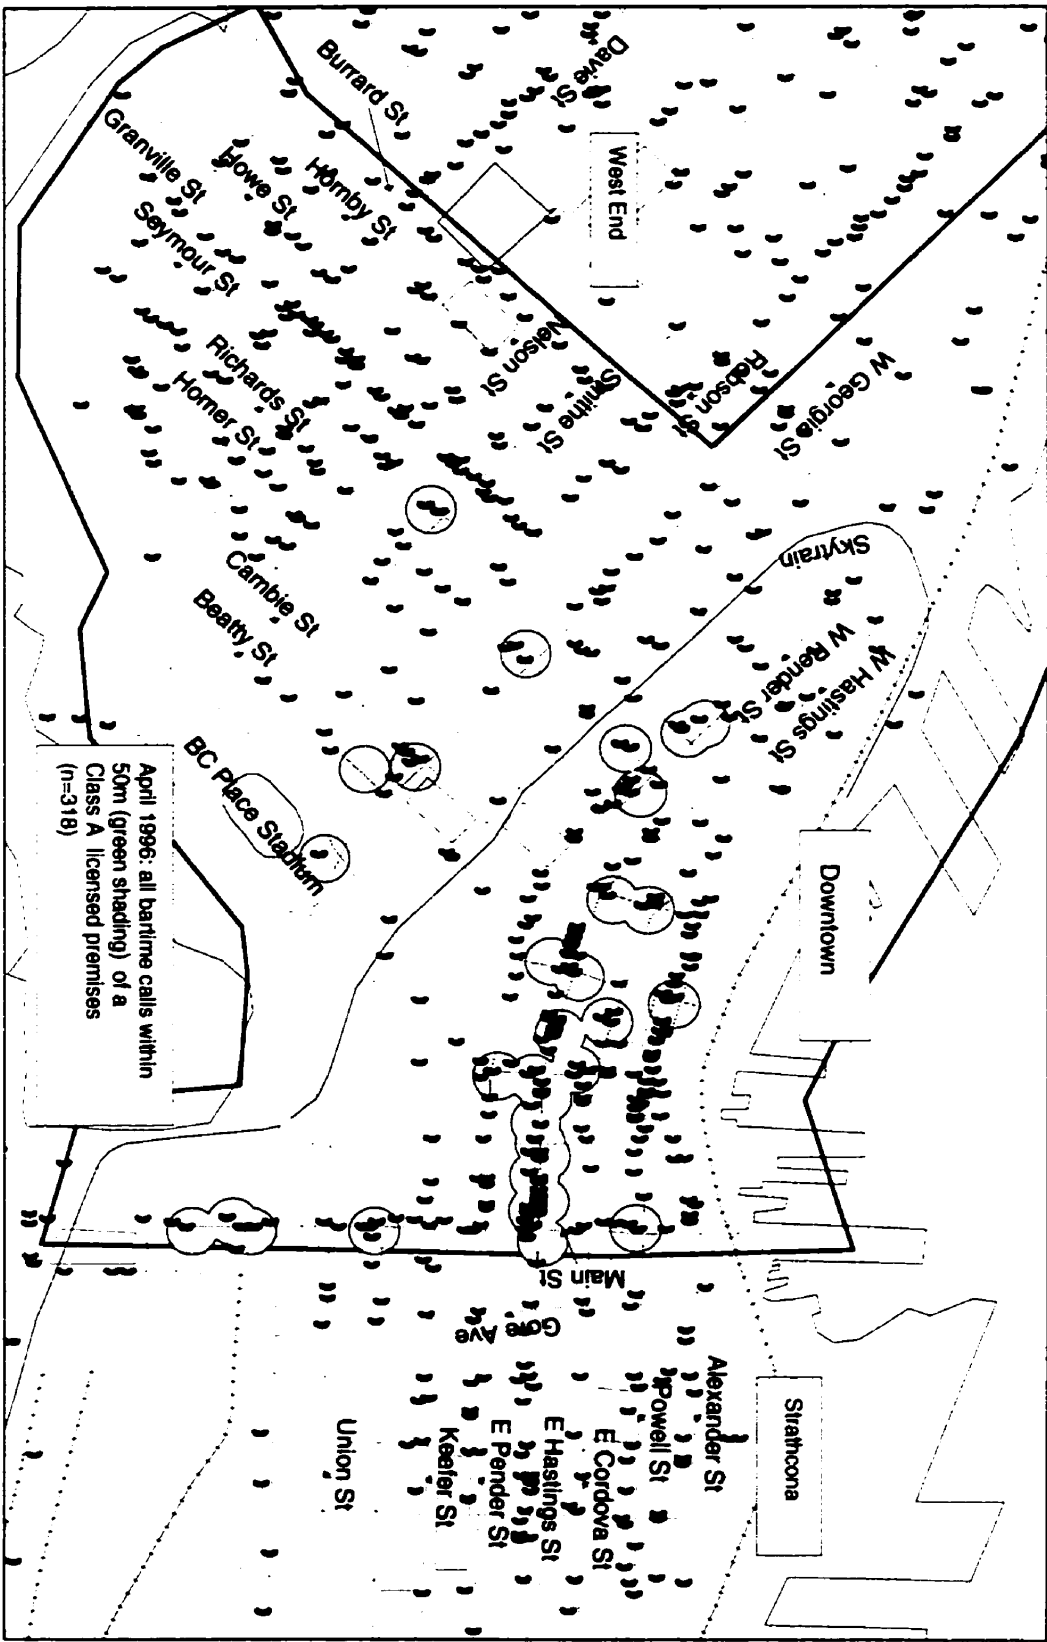 Davie St
West End
Burrard St
Hornby St
Howe St
Granville St
Seymour St
Richards St
Homer St
Nelson St
Smithe St
Robson St
W Georgia St
Skytrain
W Pender St
W Hastings St
Cambie St
Beatty St
BC Place Stadium
Downtown
April 1996: all bartime calls within
50m (green shading) of a
Class A licensed premises
(n=318)
Main St
Gore Ave
Strathcona
Alexander St
Powell St
E Cordova St
E Hastings St
E Pender St
Keefer St
Union St